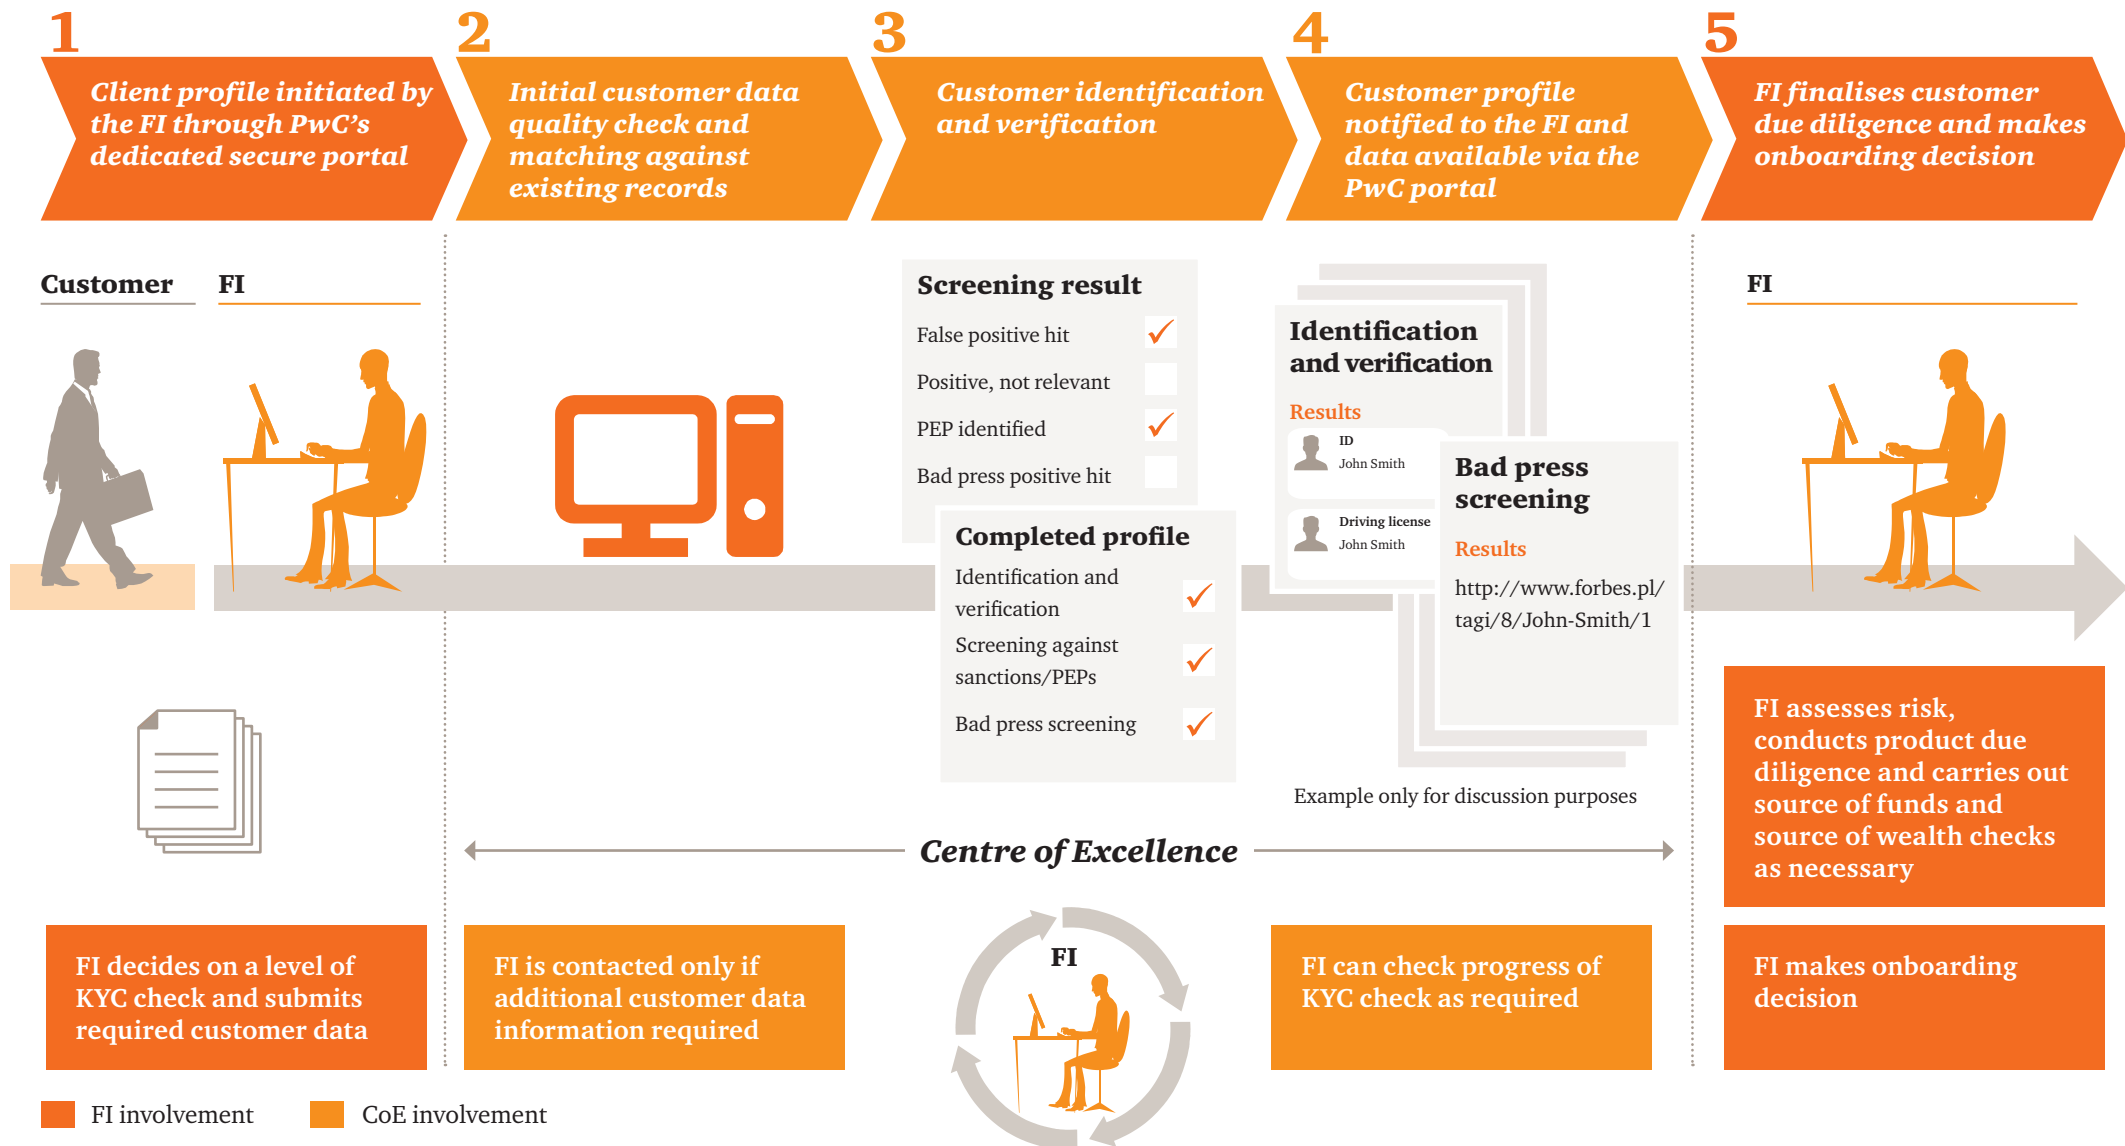 1
Client profile initiated by
the FI through PwC's
dedicated secure portal
2
Initial customer data
quality check and
matching against
existing records
3
Customer identification
and verification
4
Customer profile
notified to the FI and
data available via the
PwC portal
5
FI finalises customer
due diligence and makes
onboarding decision
Customer
FI
Screening result
False positive hit
Positive, not relevant
PEP identified
Bad press positive hit
Completed profile
Identification and
verification
Screening against
sanctions/PEPs
Bad press screening
Identification
and verification
Results
ID
John Smith
Driving license
John Smith
Bad press
screening
Results
http://www.forbes.pl/
tagi/8/John-Smith/1
Example only for discussion purposes
FI
FI assesses risk,
conducts product due
diligence and carries out
source of funds and
source of wealth checks
as necessary
Centre of Excellence
FI decides on a level of
KYC check and submits
required customer data
FI is contacted only if
additional customer data
information required
FI
FI can check progress of
KYC check as required
FI makes onboarding
decision
FI involvement
CoE involvement